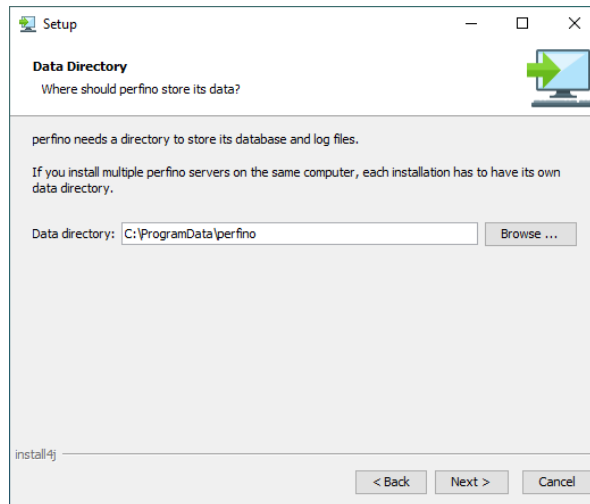 Setup
Data Directory
Where should perfino store its data?
perfino needs a directory to store its database and log files.
If you install multiple perfino servers on the same computer, each installation has to have its own
data directory.
Data directory: C:\ProgramData\perfino Browse ...
install4j
< Back Next > Cancel